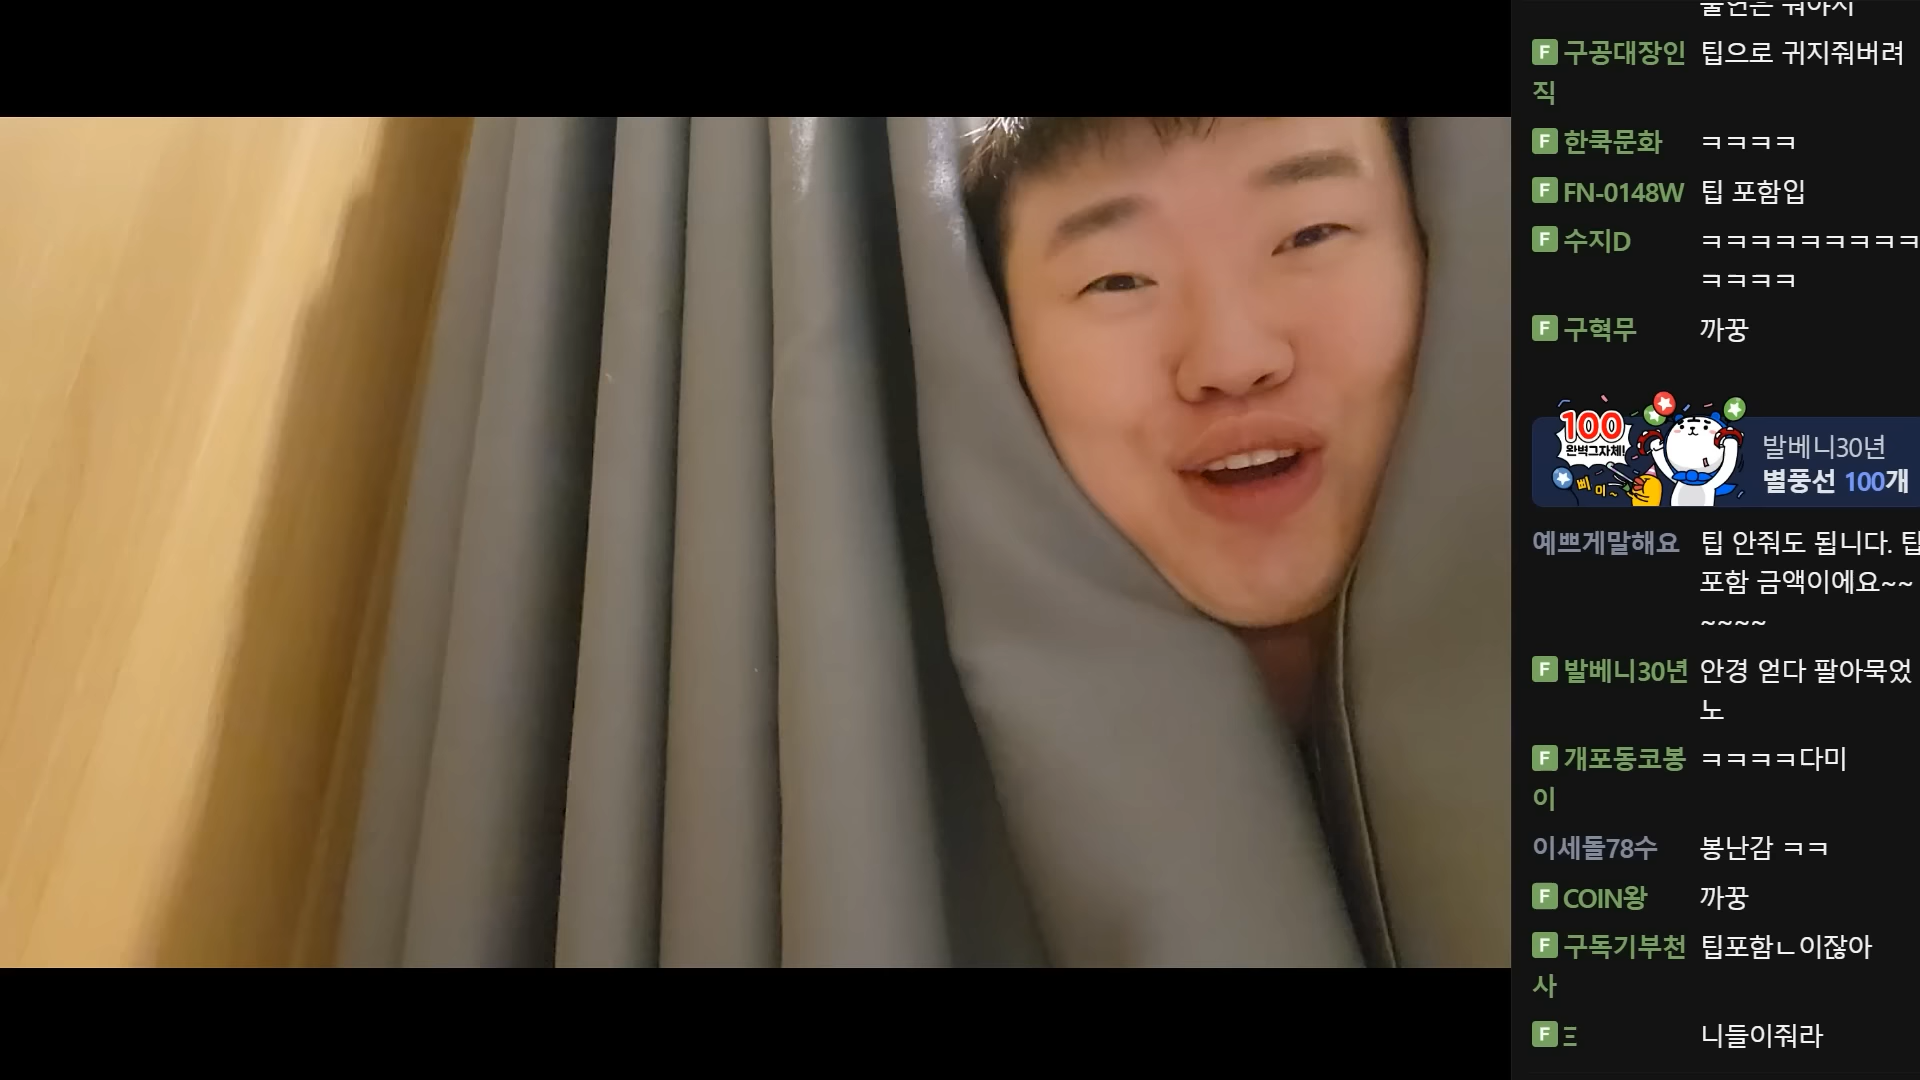 구공대장인 팁으로 귀지줘버려
직
F 한쿡문화 ㅋㅋㅋㅋ
F FN-0148W 팁 포함입
F 수지D ㅋㅋㅋㅋㅋㅋㅋㅋㅋ
ㅋㅋㅋㅋ
F 구혁무 까꿍
100
완벽그자체!
삐 미~
발베니30년
별풍선 100개
예쁘게말해요 팁 안줘도 됩니다. 팁
포함 금액이에요~~
~~~~
F 발베니30년 안경 얻다 팔아묵었
노
F 개포동코봉 ㅋㅋㅋㅋ다미
이
이세돌78수 봉난감 ㅋㅋ
F COIN왕 까꿍
F 구독기부천 팁포함ㄴ이잖아
사
F 니들이줘라